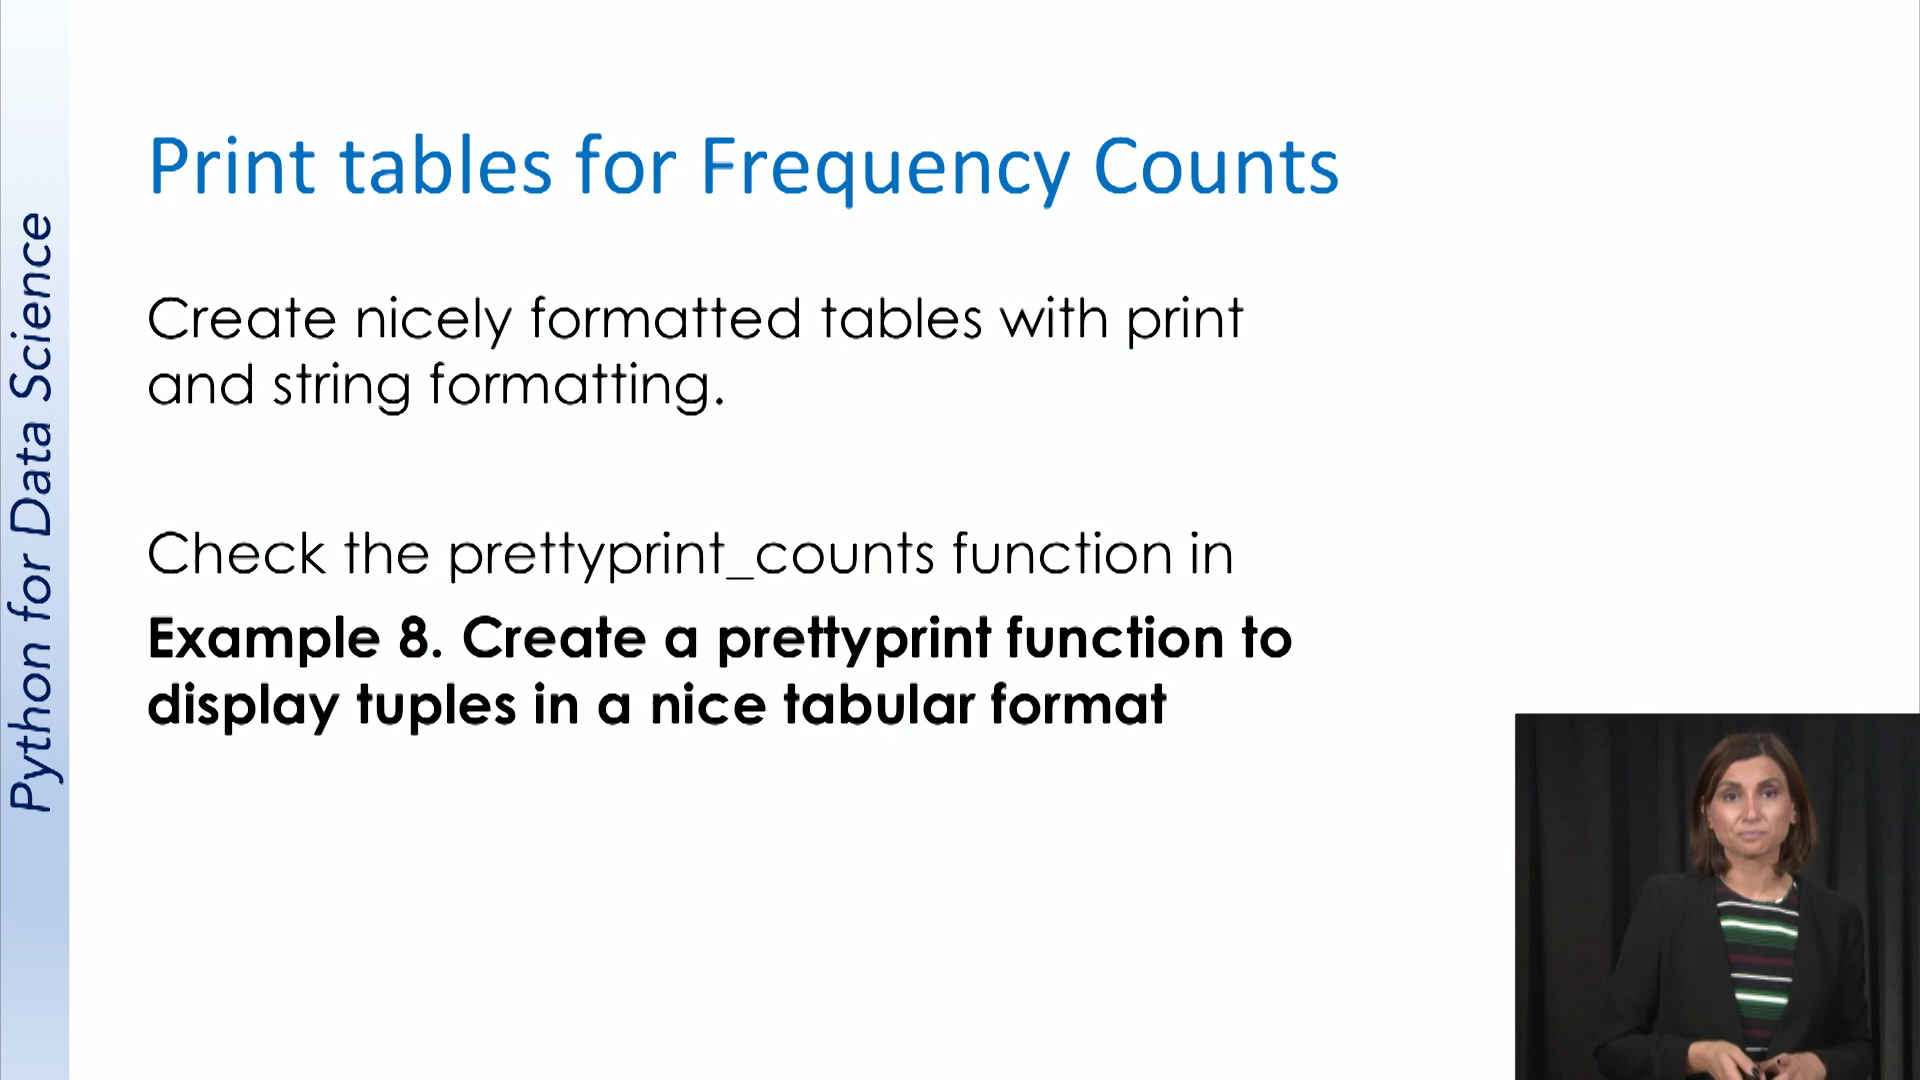 Python for Data Science
Print tables for Frequency Counts
Create nicely formatted tables with print
and string formatting.
Check the prettyprint_counts function in
Example 8. Create a prettyprint function to
display tuples in a nice tabular format